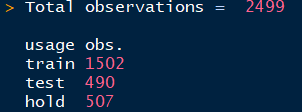 > Total observations =  2499
usage obs.
train 1502
test  490
hold  507